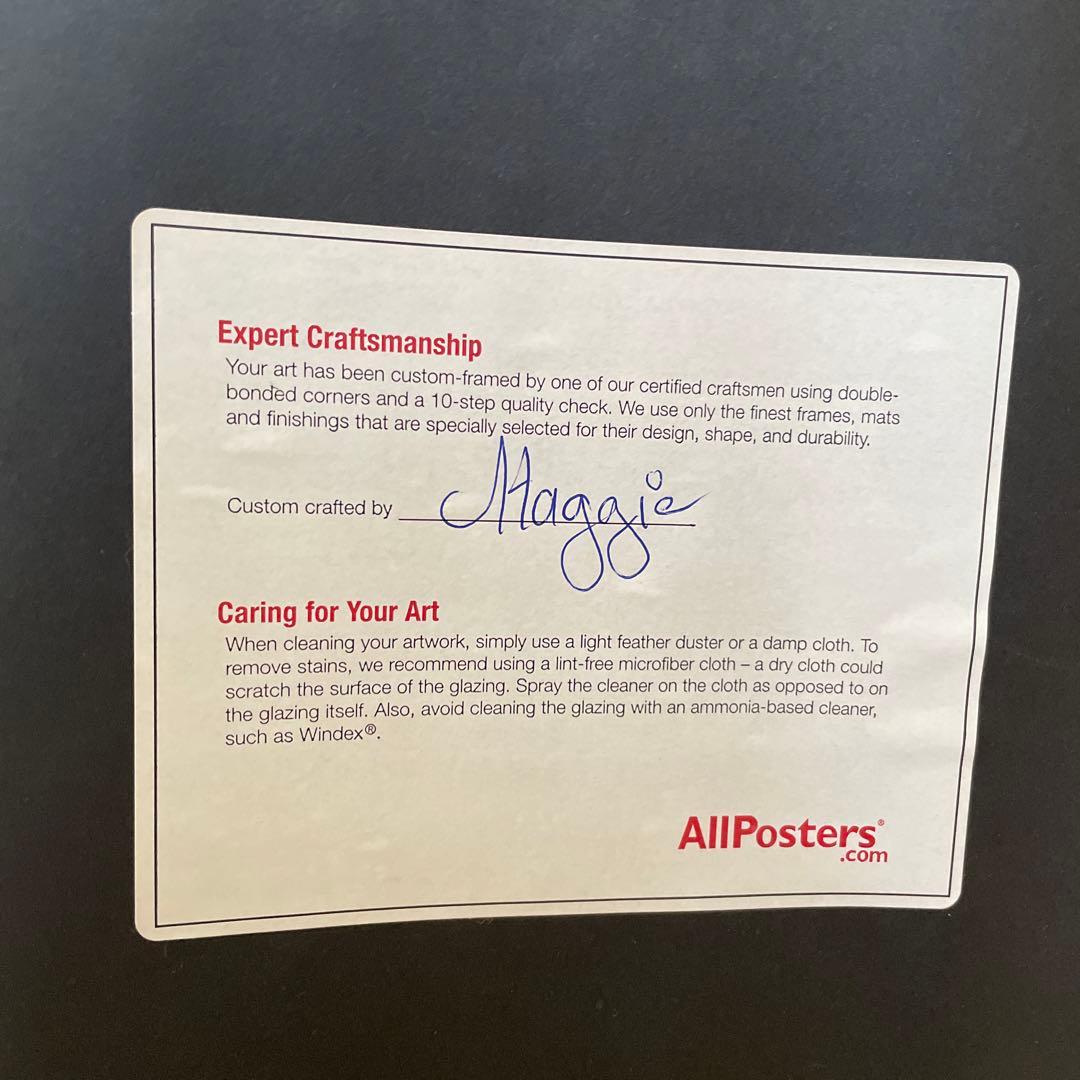 Expert Craftsmanship
Your art has been custom-framed by one of our certified craftsmen using double-
bonded corners and a 10-step quality check. We use only the finest frames, mats
and finishings that are specially selected for their design, shape, and durability.
Custom crafted by Maggie
Caring for Your Art
When cleaning your artwork, simply use a light feather duster or a damp cloth. To
remove stains, we recommend using a lint-free microfiber cloth – a dry cloth could
scratch the surface of the glazing. Spray the cleaner on the cloth as opposed to on
the glazing itself. Also, avoid cleaning the glazing with an ammonia-based cleaner,
such as Windex®.
AllPosters®
.com